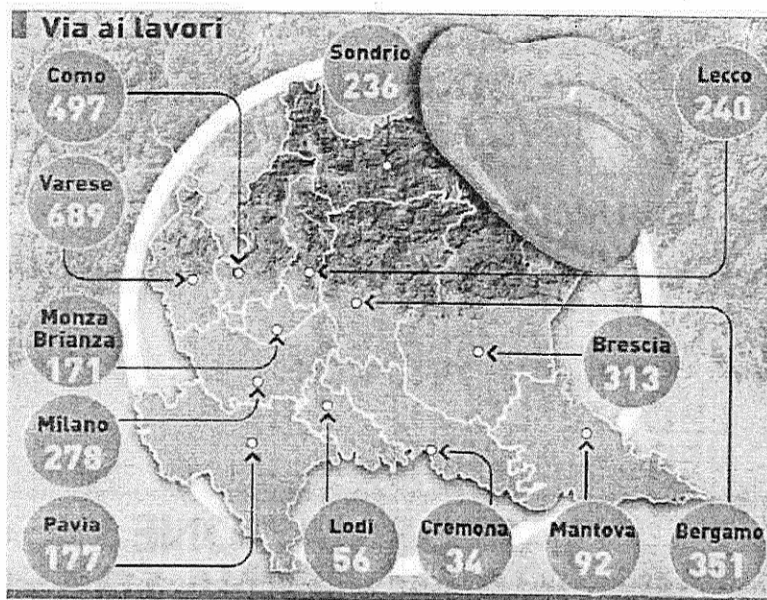 Via ai lavori
Como
497
Sondrio
236
Lecco
240
Varese
689
Monza
Brianza
171
Brescia
313
Milano
278
Pavia
177
Lodi
56
Cremona
34
Mantova
92
Bergamo
351